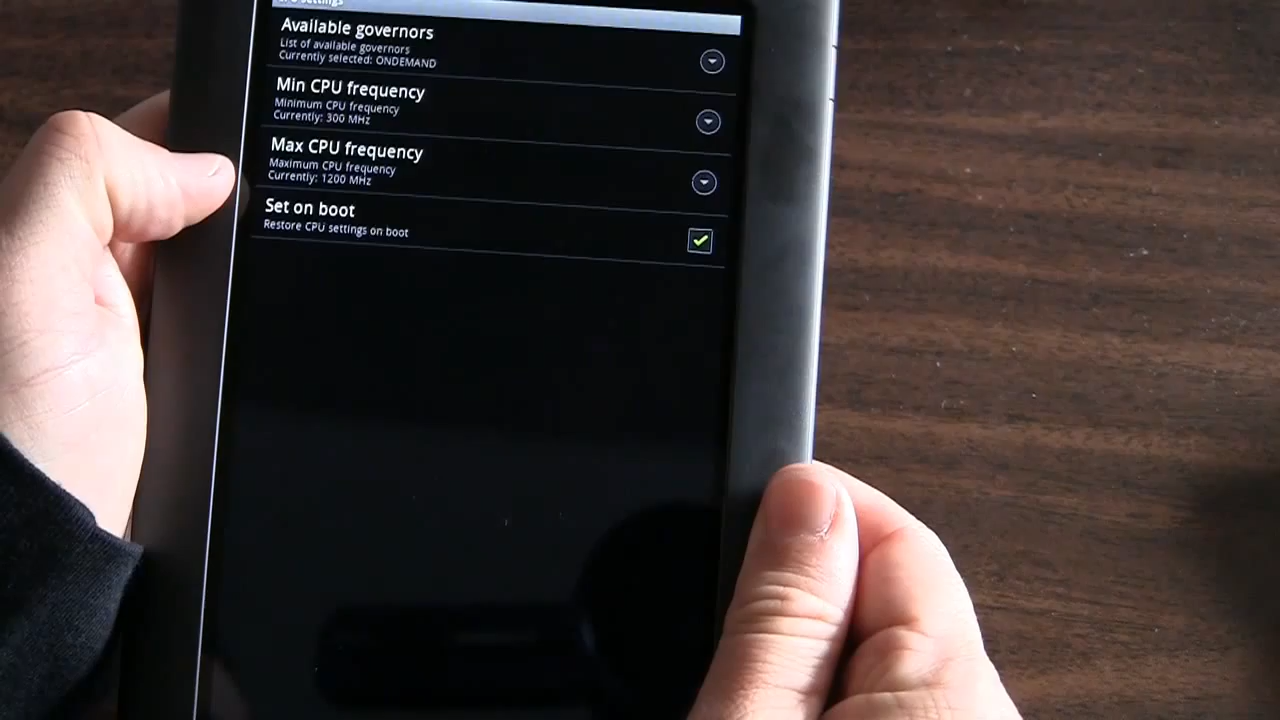 settings
Available governors
List of available governors
Currently selected: ONDEMAND
Min CPU frequency
Minimum CPU frequency
Currently: 300 MHz
Max CPU frequency
Maximum CPU frequency
Currently: 1200 MHz
Set on boot
Restore CPU settings on boot